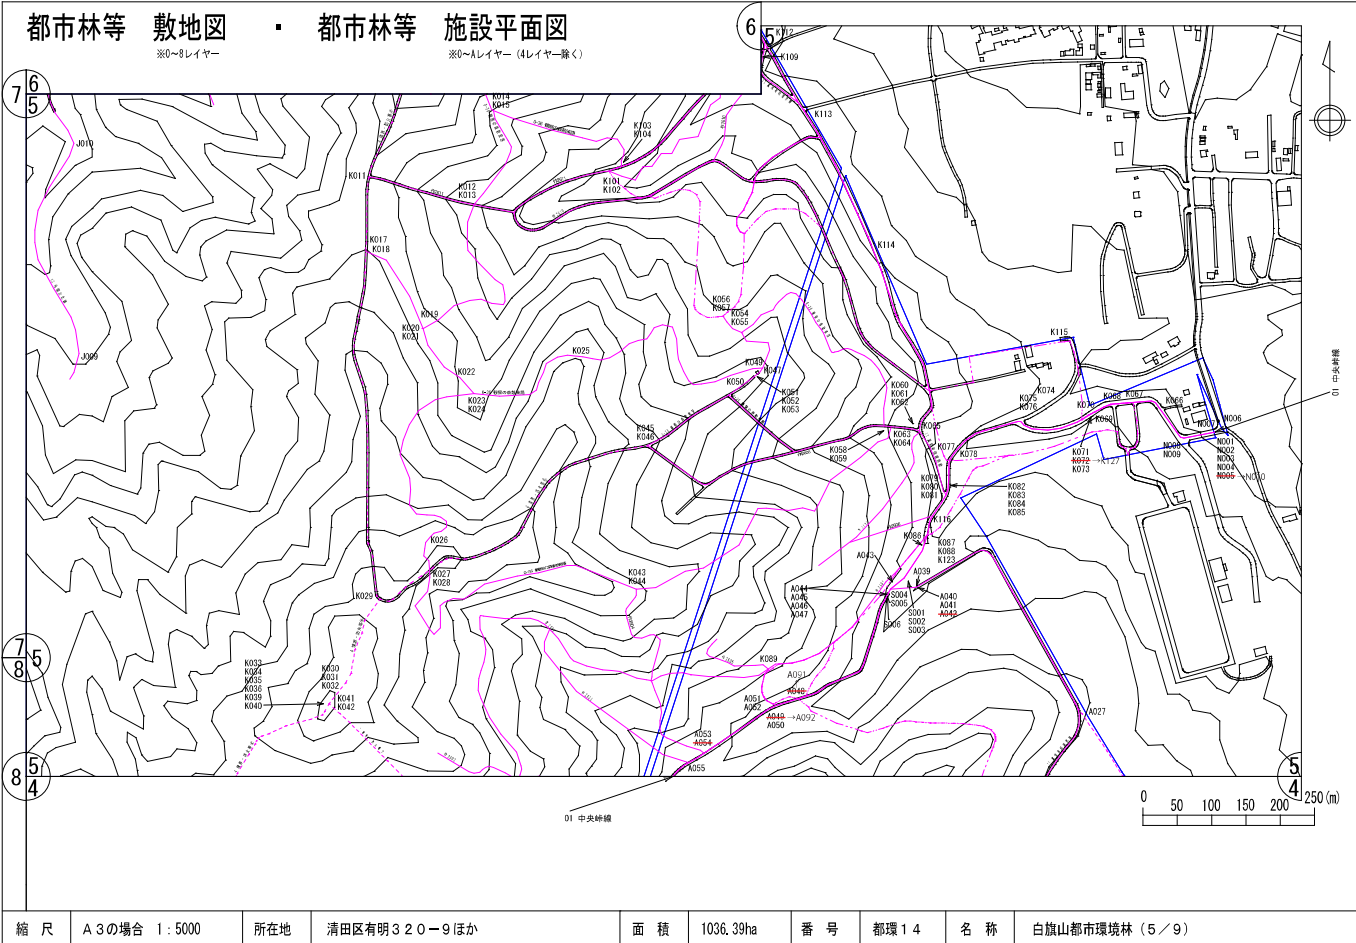 都市林等 敷地図 ・ 都市林等 施設平面図
※0～8レイヤー
※0～Aレイヤー (4レイヤー除く)
6
5
7
6
5
K112
K109
K113
K014
K015
K103
K104
J010
K011
K012
K013
K101
K102
K017
K018
K114
K056
K057
K054
K055
K019
K020
K021
K115
J009
K025
K049
K047
K022
K050
K051
K052
K053
K060
K061
K062
K074
K075
K076
K023
K024
K070
K068
K067
K066
K069
N007
N006
01 中央峠線
K045
K046
K065
K063
K064
K058
K059
K077
K078
K071
K072→K127
K073
N008
N009
N001
N002
N003
N004
N005→N010
K079
K080
K081
K082
K083
K084
K085
K116
K086
K087
K088
K123
K026
K027
K028
K043
K044
A043
A039
K029
A044
A045
A046
A047
S004
S005
S006
S001
S002
S003
A040
A041
A042
7
8
5
K033
K034
K035
K036
K039
K040
K030
K031
K032
K041
K042
K089
A091
A048
A051
A052
A049→A092
A050
A027
A053
A054
A055
8
5
4
5
4
01 中央峠線
0 50 100 150 200 250(m)
縮 尺 A3の場合 1:5000 所在地 清田区有明320-9ほか 面 積 1036.39ha 番 号 都環14 名 称 白旗山都市環境林（5／9）